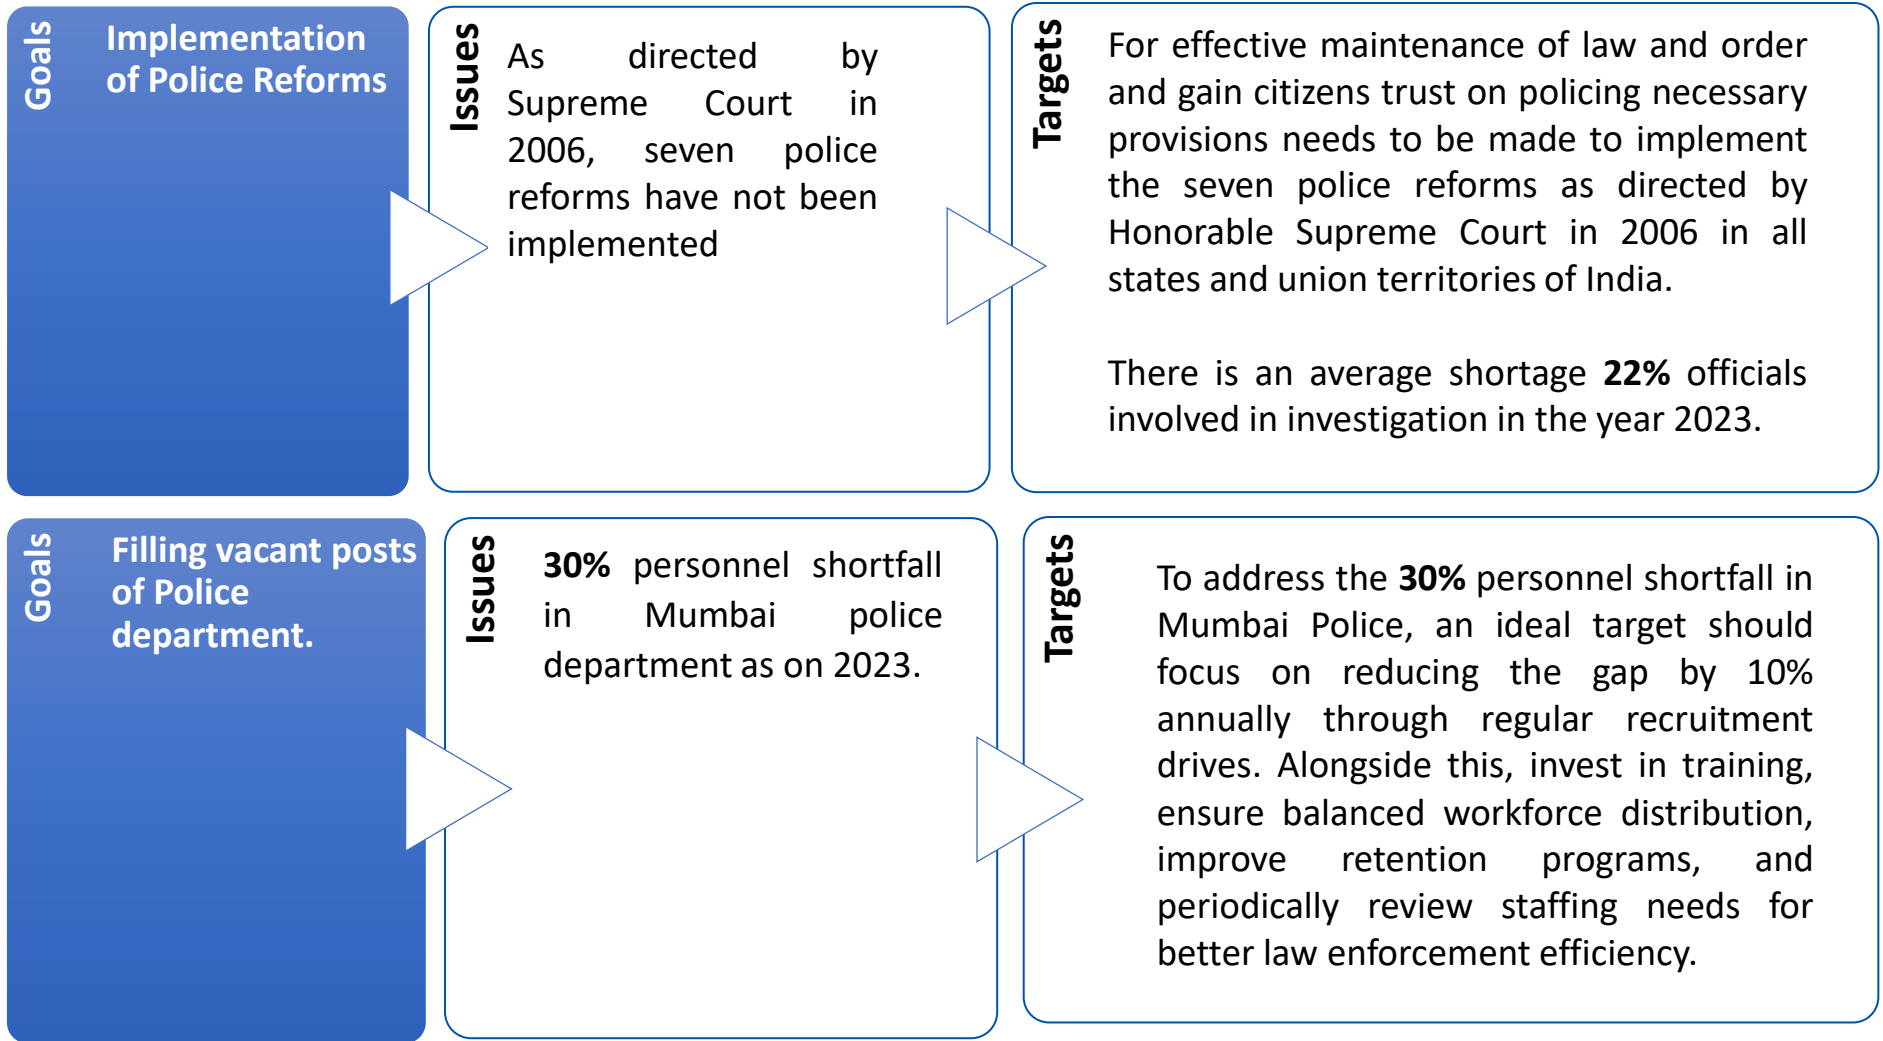 Goals
Implementation
of Police Reforms
Issues
As directed by
Supreme Court in
2006, seven police
reforms have not been
implemented
Targets
For effective maintenance of law and order
and gain citizens trust on policing necessary
provisions needs to be made to implement
the seven police reforms as directed by
Honorable Supreme Court in 2006 in all
states and union territories of India.
There is an average shortage 22% officials
involved in investigation in the year 2023.
Goals
Filling vacant posts
of Police
department.
Issues
30% personnel shortfall
in Mumbai police
department as on 2023.
Targets
To address the 30% personnel shortfall in
Mumbai Police, an ideal target should
focus on reducing the gap by 10%
annually through regular recruitment
drives. Alongside this, invest in training,
ensure balanced workforce distribution,
improve retention programs, and
periodically review staffing needs for
better law enforcement efficiency.